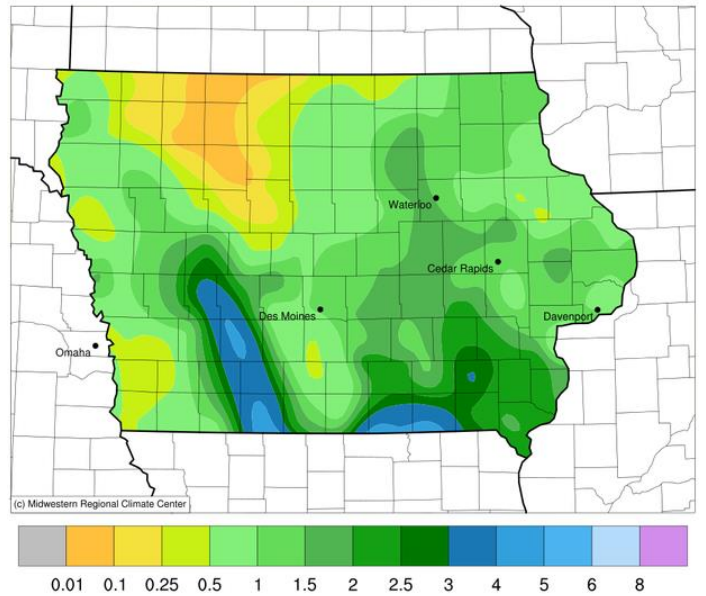 Waterloo
Cedar Rapids
Des Moines
Davenport
Omaha
(c) Midwestern Regional Climate Center
0.01 0.1 0.25 0.5 1 1.5 2 2.5 3 4 5 6 8